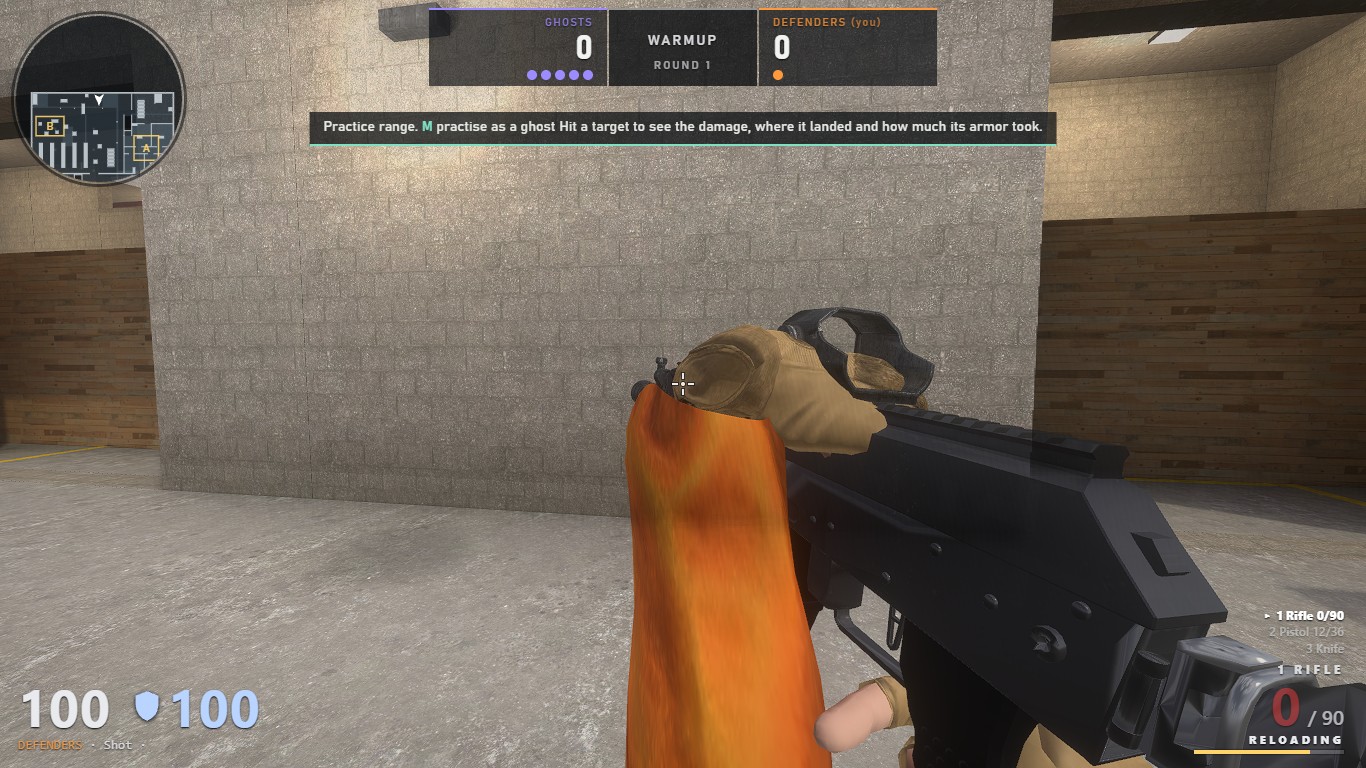 GHOSTS
0
WARMUP
ROUND 1
DEFENDERS (you)
0
Practice range. M practise as a ghost Hit a target to see the damage, where it landed and how much its armor took.
B
A
▸ 1 Rifle 0/90
2 Pistol 12/36
3 Knife
1 RIFLE
0 / 90
RELOADING
100 100
DEFENDERS · Shot ·